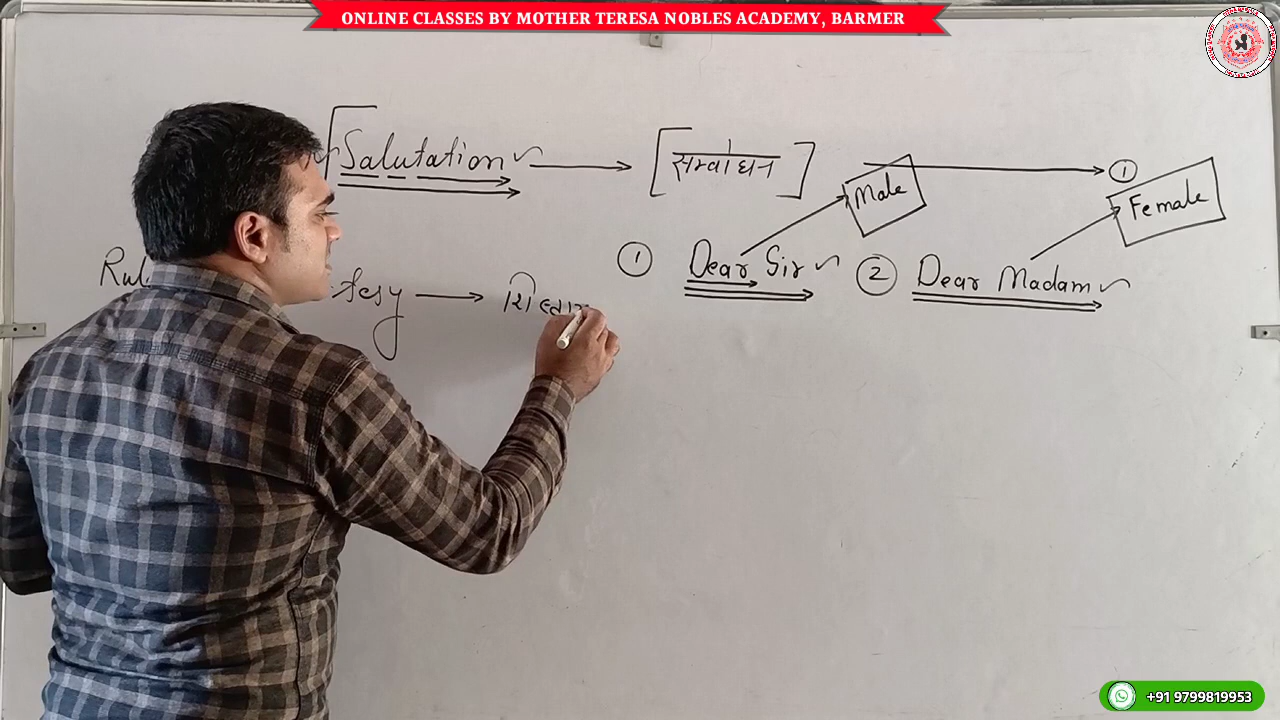 ONLINE CLASSES BY MOTHER TERESA NOBLES ACADEMY, BARMER
Salutation → [सम्बोधन] → ①
Male
Female
① Dear Sir ② Dear Madam
→
+91 9799819953